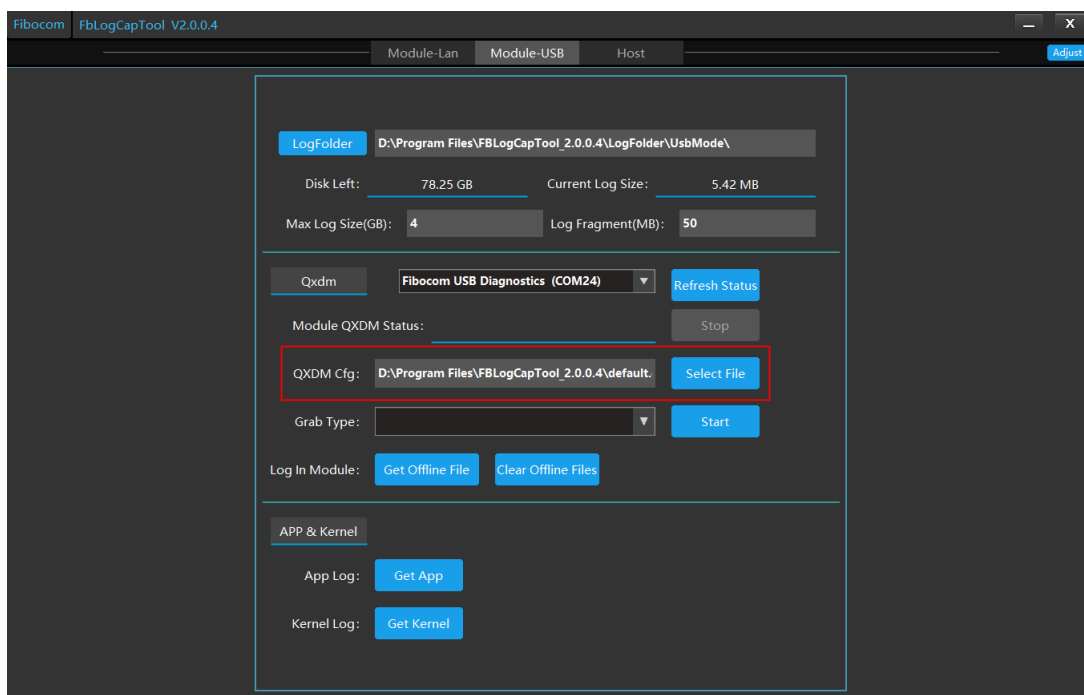 Fibocom FbLogCapTool V2.0.0.4 X
Module-Lan Module-USB Host Adjust
LogFolder D:\Program Files\FBLogCapTool_2.0.0.4\LogFolder\UsbMode\
Disk Left: 78.25 GB Current Log Size: 5.42 MB
Max Log Size(GB): 4 Log Fragment(MB): 50
Qxdm Fibocom USB Diagnostics (COM24) Refresh Status
Module QXDM Status: Stop
QXDM Cfg: D:\Program Files\FBLogCapTool_2.0.0.4\default. Select File
Grab Type: Start
Log In Module: Get Offline File Clear Offline Files
APP & Kernel
App Log: Get App
Kernel Log: Get Kernel